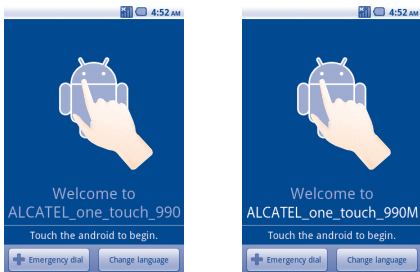 4:52 AM
Welcome to
ALCATEL_one_touch_990
Touch the android to begin.
Emergency dial
Change language
4:52 AM
Welcome to
ALCATEL_one_touch_990M
Touch the android to begin.
Emergency dial
Change language